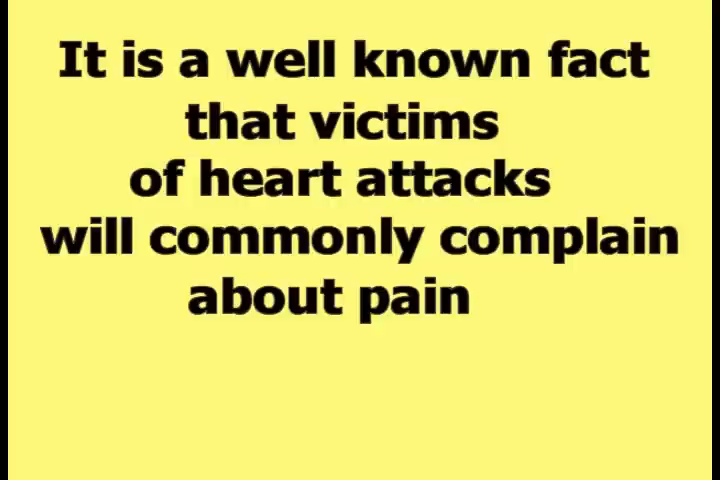 It is a well known fact
that victims
of heart attacks
will commonly complain
about pain